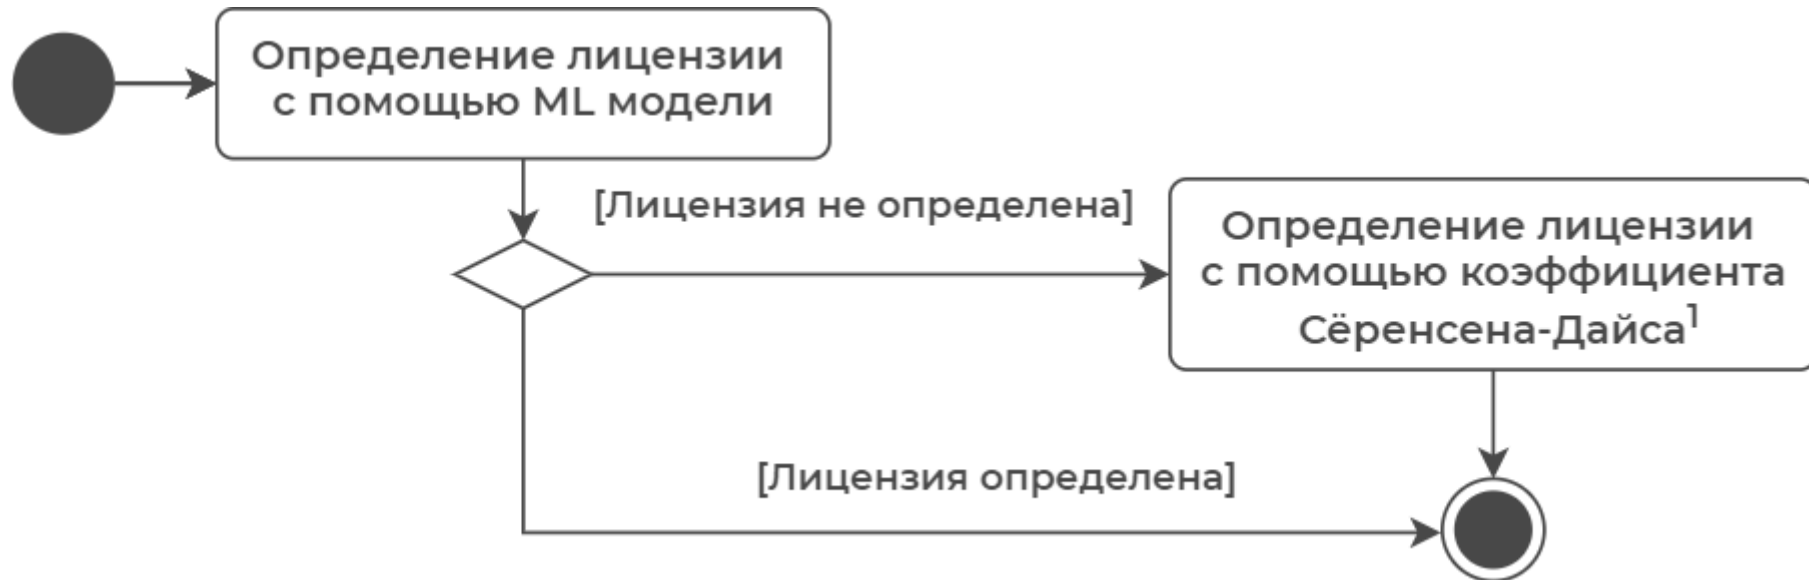 Определение лицензии
с помощью ML модели
[Лицензия не определена]
Определение лицензии
с помощью коэффициента
Сёренсена-Дайса¹
[Лицензия определена]